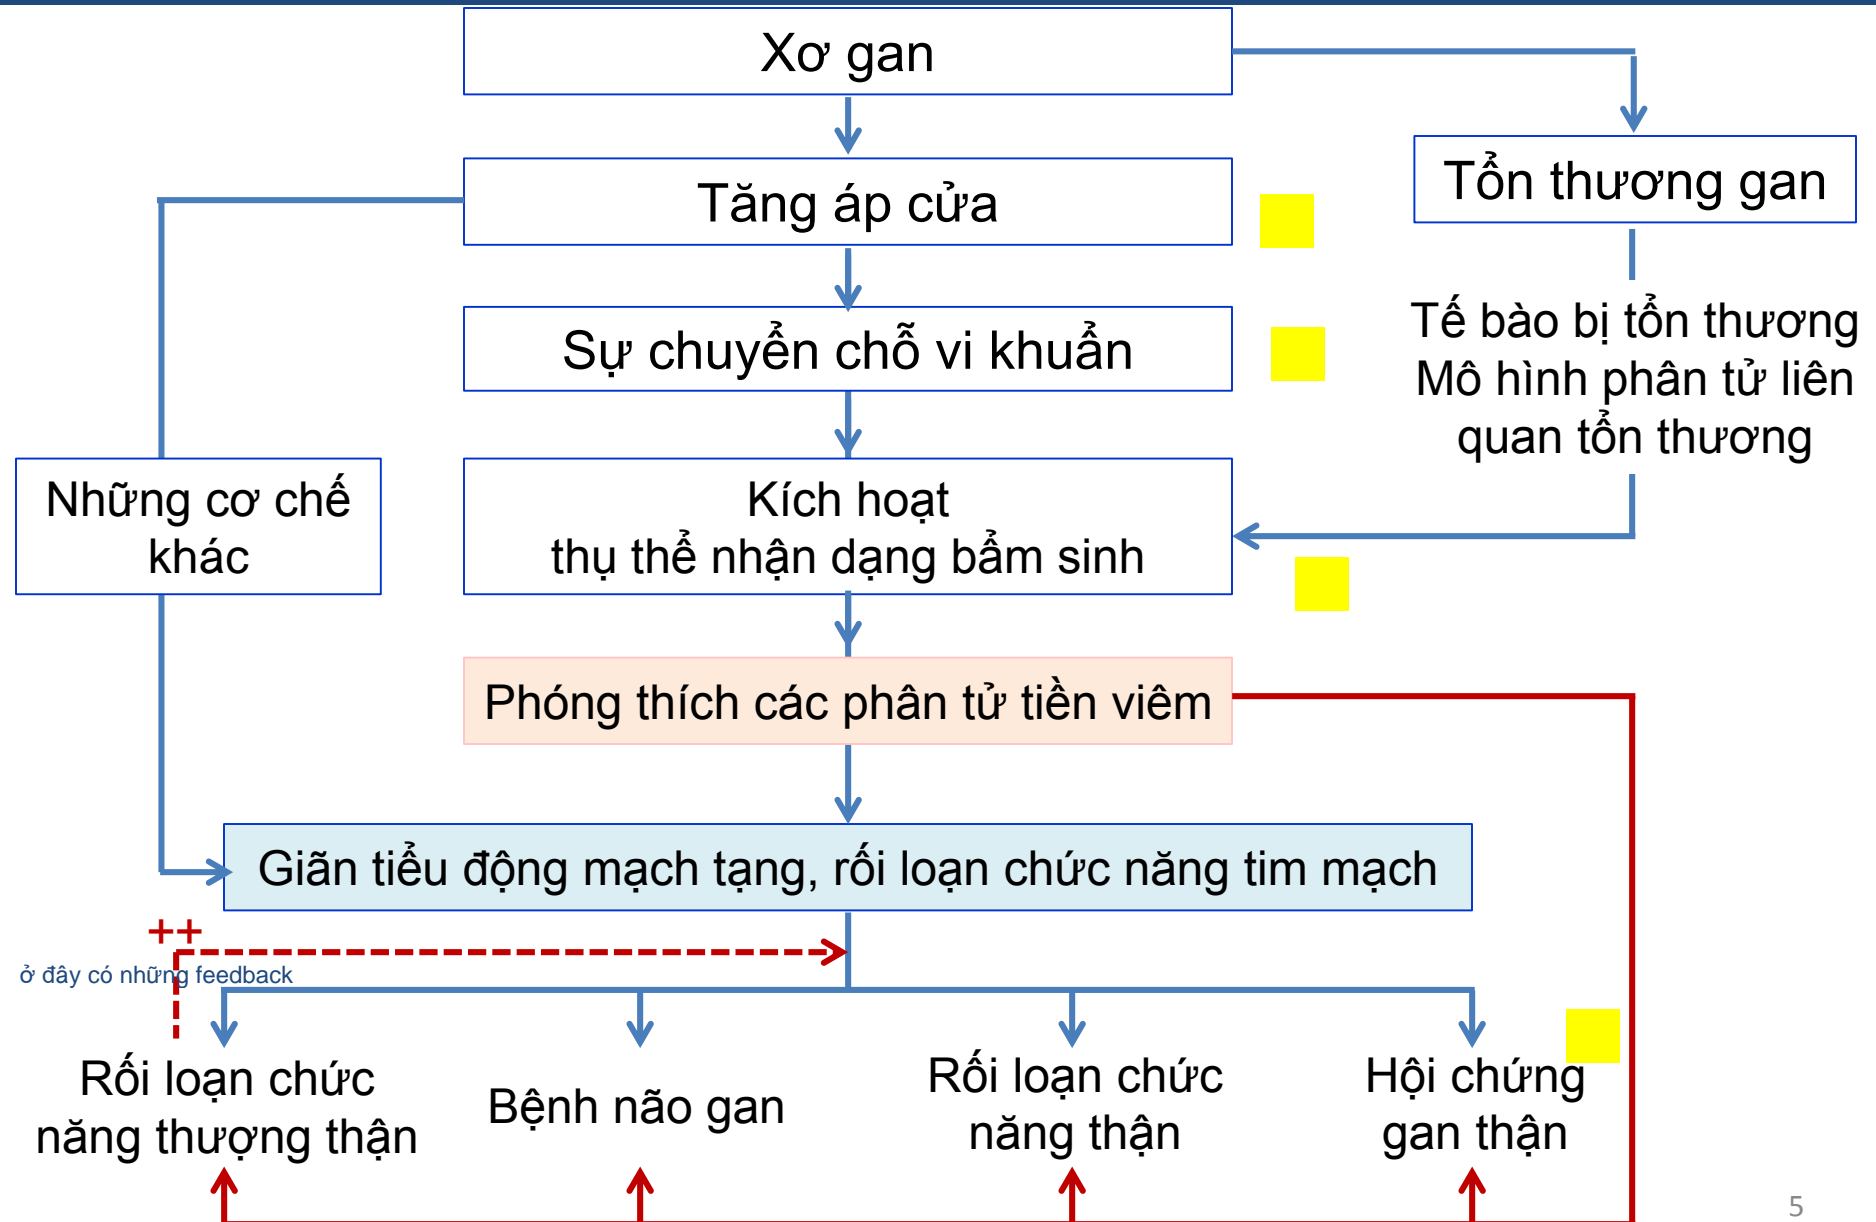 Xơ gan
Tăng áp cửa
Tổn thương gan
Sự chuyển chỗ vi khuẩn
Tế bào bị tổn thương
Mô hình phân tử liên
quan tổn thương
Những cơ chế
khác
Kích hoạt
thụ thể nhận dạng bẩm sinh
Phóng thích các phân tử tiền viêm
Giãn tiểu động mạch tạng, rối loạn chức năng tim mạch
++
ở đây có những feedback
Rối loạn chức
năng thượng thận
Bệnh não gan
Rối loạn chức
năng thận
Hội chứng
gan thận
5